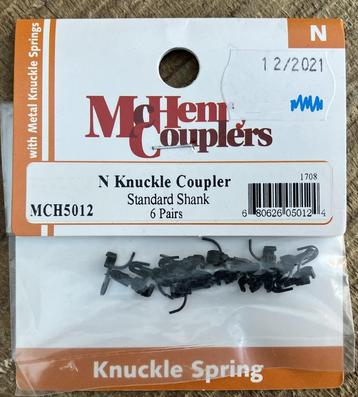 with Metal Knuckle Springs
N
12/2021
McHenry
Couplers
N Knuckle Coupler
Standard Shank
6 Pairs
MCH5012
1708
6 80626 05012 4
Knuckle Spring